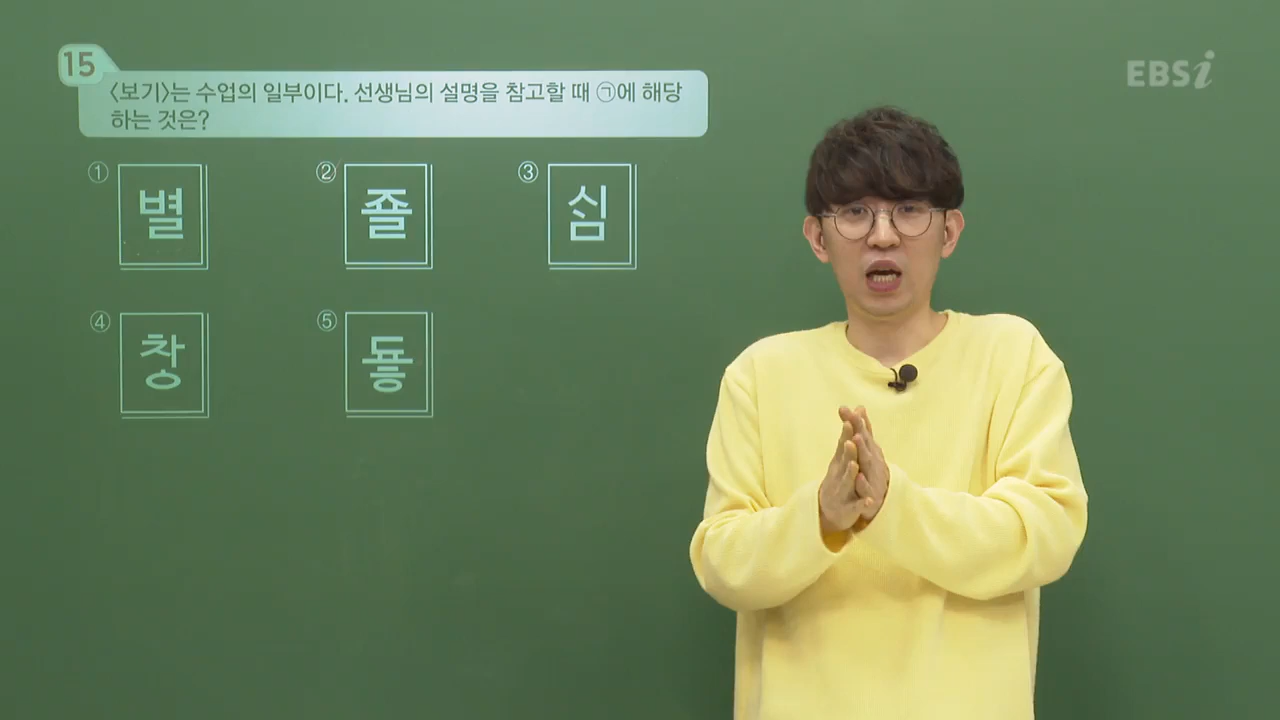 15
EBSi
<보기>는 수업의 일부이다. 선생님의 설명을 참고할 때 ㉠에 해당
하는 것은?
① 별
② 죨
③ 심
④ 창
⑤ 둏